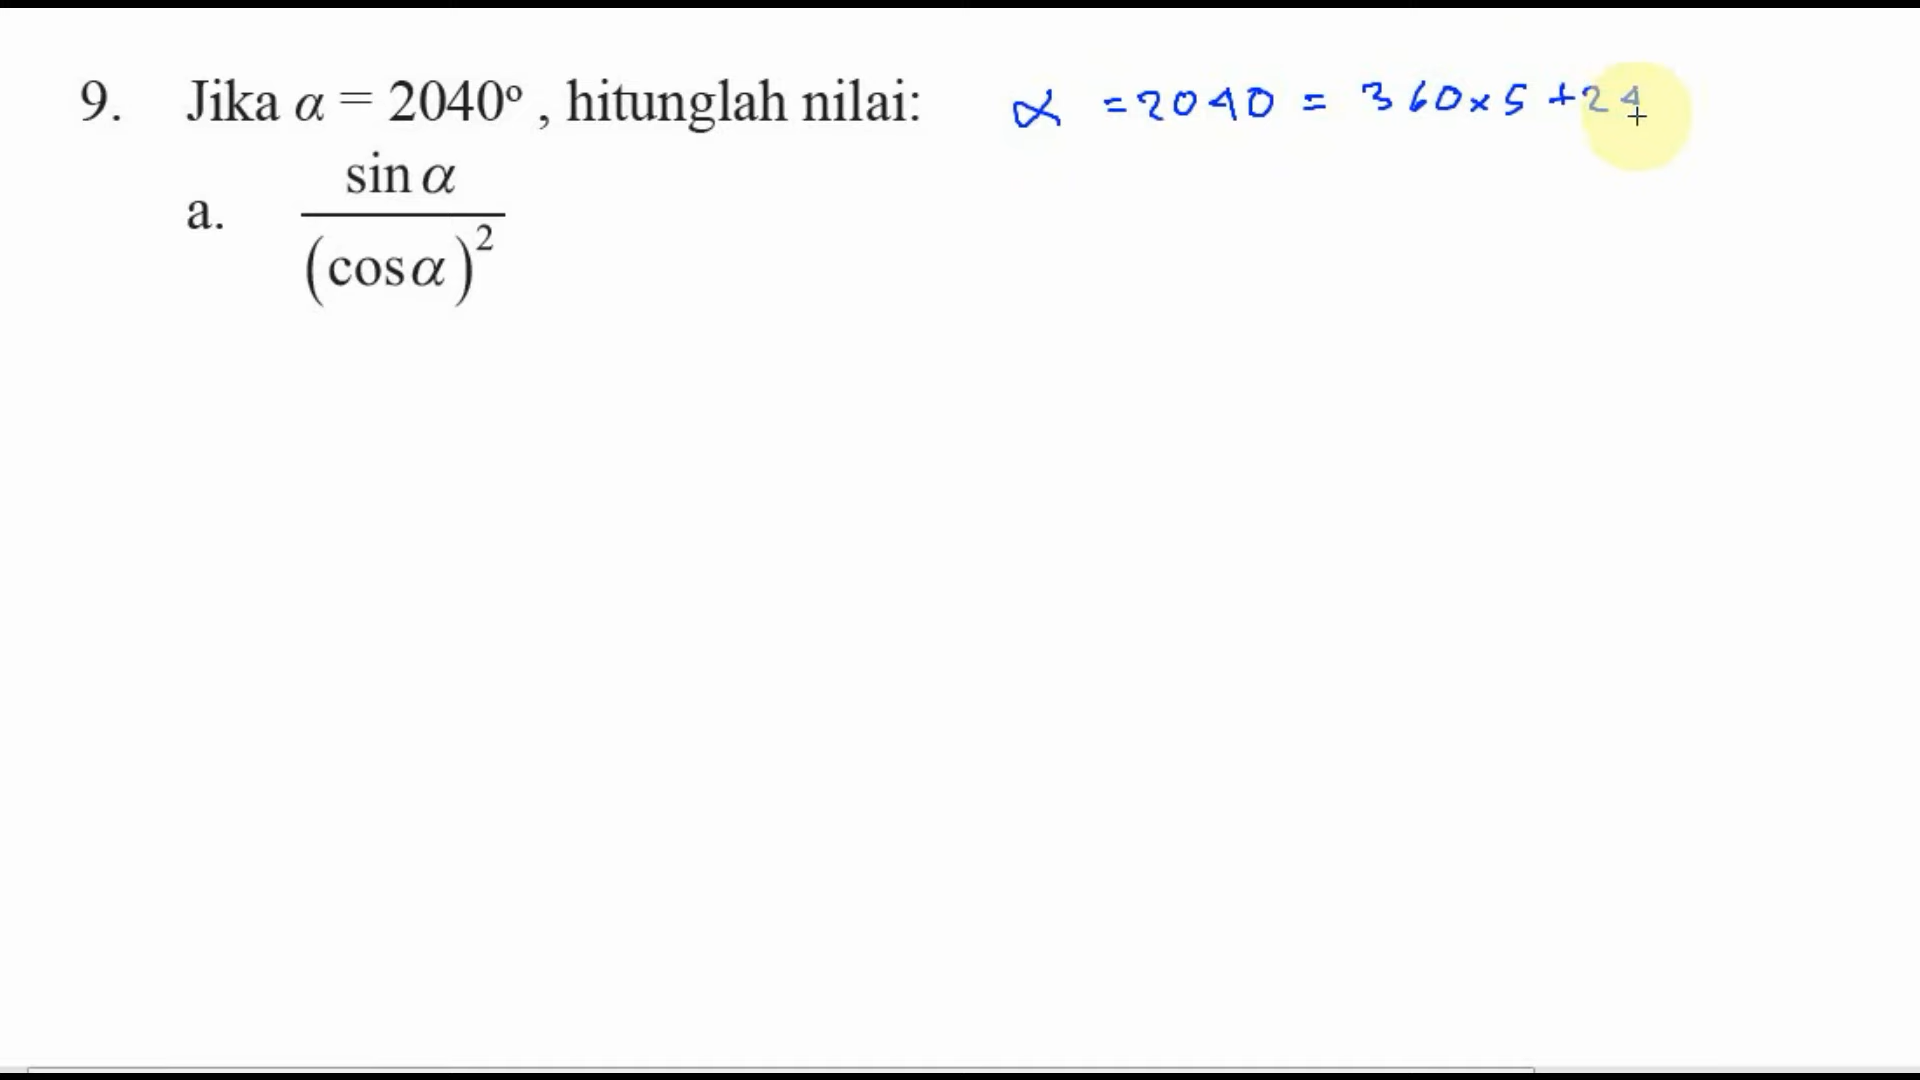 9. Jika α = 2040° , hitunglah nilai:
α = 2040 = 360 x 5 + 24
a. sin α
(cos α)²